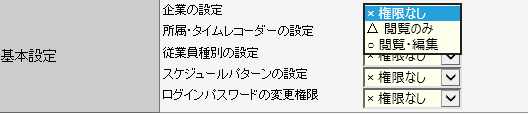 企業の設定 × 権限なし
所属・タイムレコーダーの設定 △ 閲覧のみ
従業員種別の設定 ○ 閲覧・編集
基本設定
スケジュールパターンの設定 × 権限なし
ログインパスワードの変更権限 × 権限なし